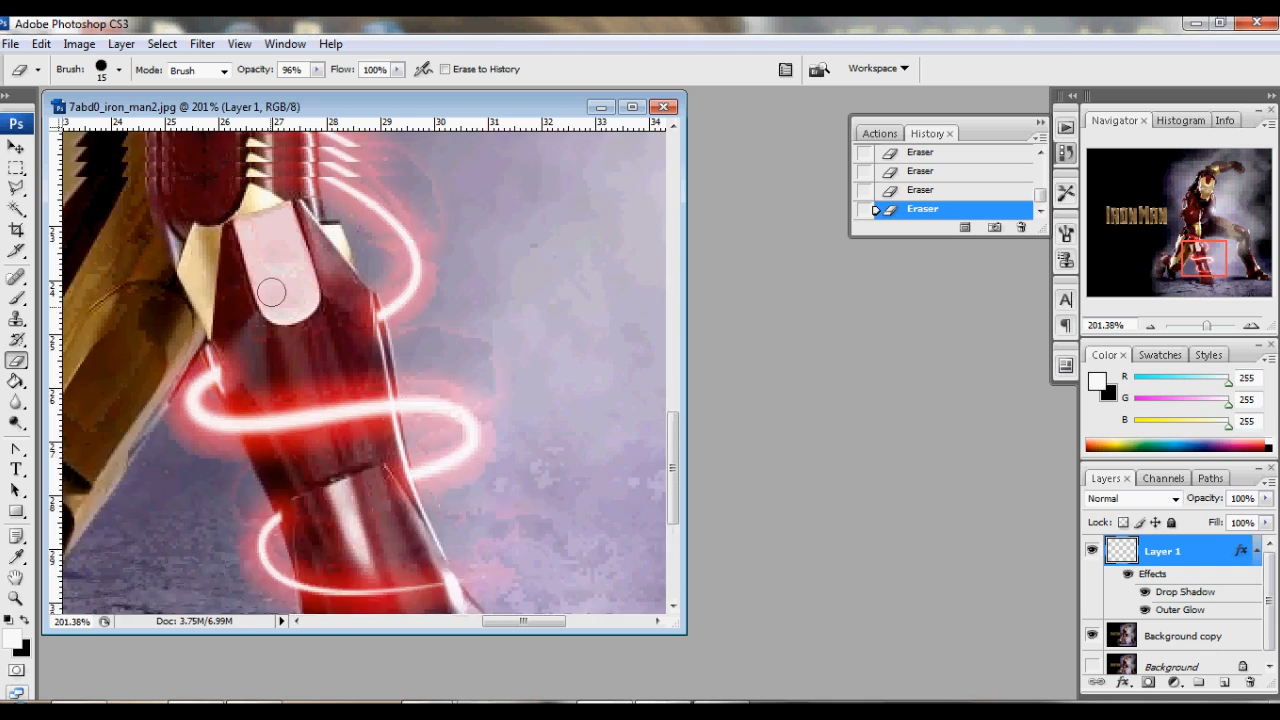 Adobe Photoshop CS3
File Edit Image Layer Select Filter View Window Help
Brush: 15 Mode: Brush Opacity: 96% Flow: 100% Erase to History Workspace
7abd0_iron_man2.jpg @ 201% (Layer 1, RGB/8)
23 24 25 26 27 28 29 30 31 32 33 34
Ps
Actions History
Eraser
Eraser
Eraser
Eraser
Navigator Histogram Info
IRONMAN
201.38%
Color Swatches Styles
R 255
G 255
B 255
Layers Channels Paths
Normal Opacity: 100%
Lock: Fill: 100%
Layer 1 fx
Effects
Drop Shadow
Outer Glow
Background copy
Background
201.38% Doc: 3.75M/6.99M